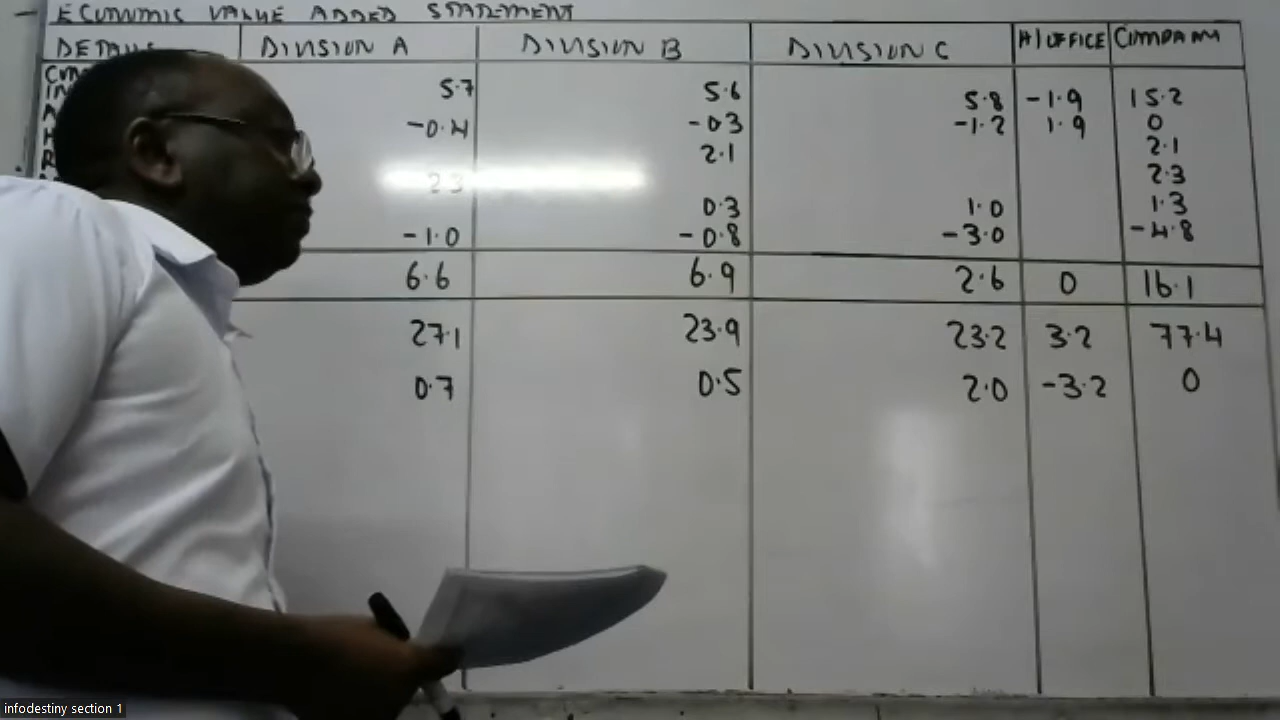 - ECONOMIC VALUE ADDED STATEMENT
DETAILS DIVISION A DIVISION B DIVISION C H/OFFICE COMPANY
5.7 5.6 5.8 -1.9 15.2
-0.4 -0.3 -1.2 1.9 0
2.1 2.1
2.3 2.3
0.3 1.0 1.3
-1.0 -0.8 -3.0 -4.8
6.6 6.9 2.6 0 16.1
27.1 23.9 23.2 3.2 77.4
0.7 0.5 2.0 -3.2 0
infodestiny section 1